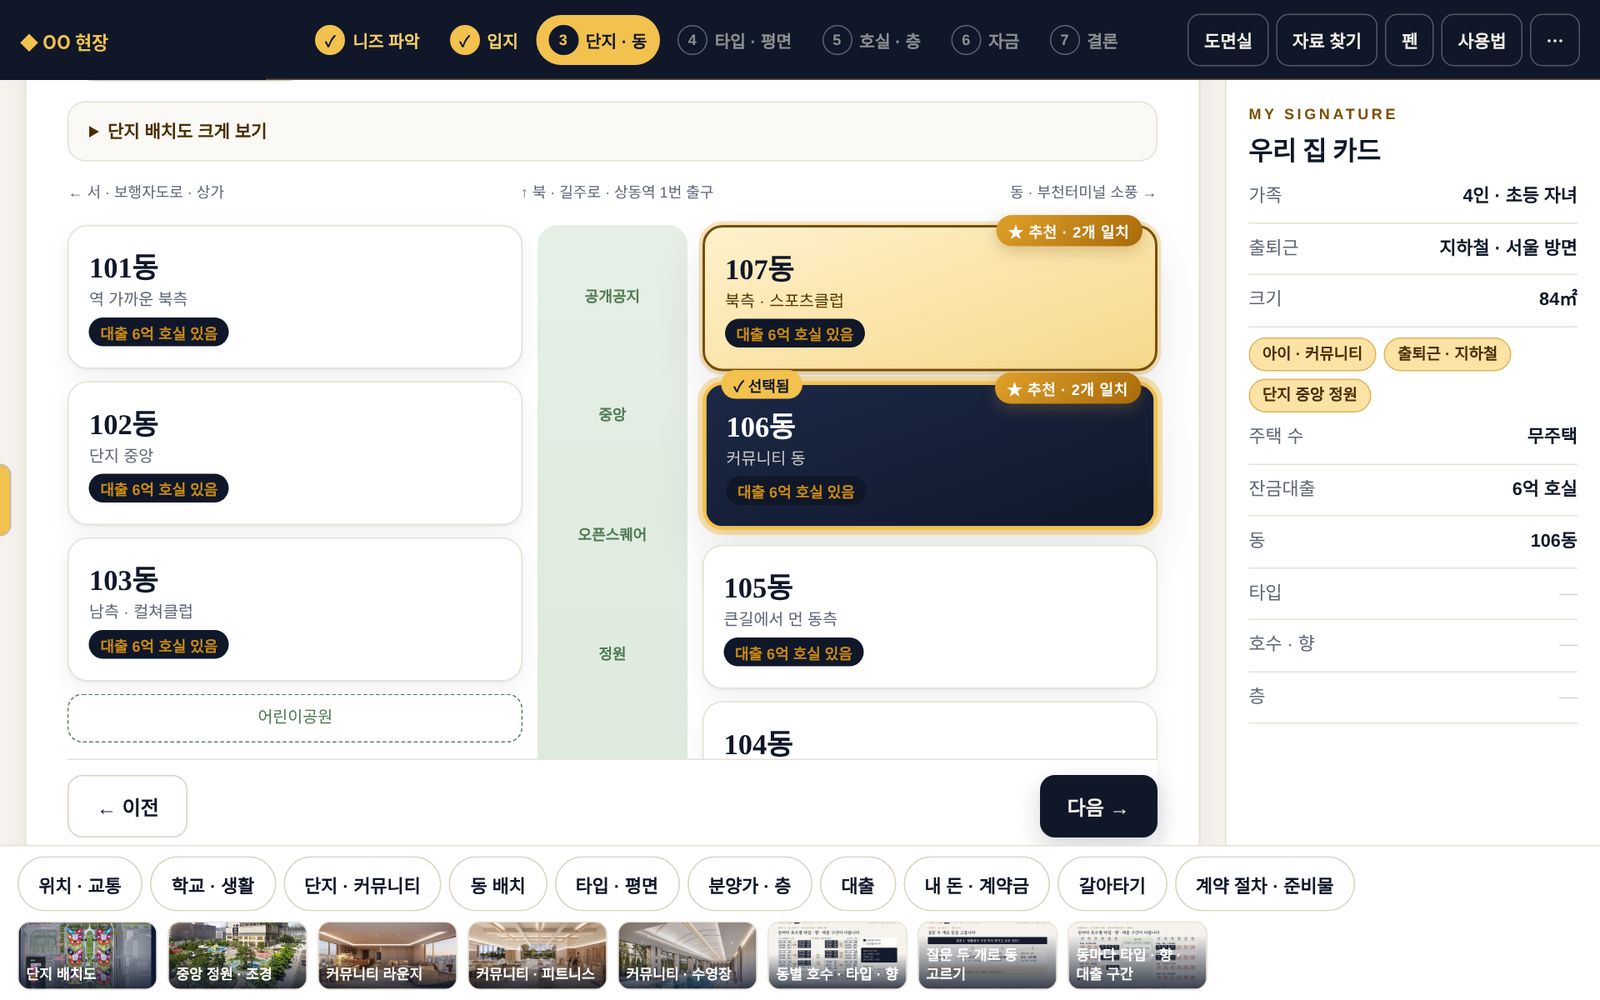 ◆ OO 현장
✓ 니즈 파악
✓ 입지
3 단지 · 동
4 타입 · 평면
5 호실 · 층
6 자금
7 결론
도면실
자료 찾기
펜
사용법
···
▶ 단지 배치도 크게 보기
← 서 · 보행자도로 · 상가
↑ 북 · 길주로 · 상동역 1번 출구
동 · 부천터미널 소풍 →
101동
역 가까운 북측
대출 6억 호실 있음
102동
단지 중앙
대출 6억 호실 있음
103동
남측 · 컬쳐클럽
대출 6억 호실 있음
어린이공원
공개공지
중앙
오픈스퀘어
정원
★ 추천 · 2개 일치
107동
북측 · 스포츠클럽
대출 6억 호실 있음
✓ 선택됨
★ 추천 · 2개 일치
106동
커뮤니티 동
대출 6억 호실 있음
105동
큰길에서 먼 동측
대출 6억 호실 있음
104동
← 이전
다음 →
MY SIGNATURE
우리 집 카드
가족 4인 · 초등 자녀
출퇴근 지하철 · 서울 방면
크기 84㎡
아이 · 커뮤니티
출퇴근 · 지하철
단지 중앙 정원
주택 수 무주택
잔금대출 6억 호실
동 106동
타입 —
호수 · 향 —
층 —
위치 · 교통
학교 · 생활
단지 · 커뮤니티
동 배치
타입 · 평면
분양가 · 층
대출
내 돈 · 계약금
갈아타기
계약 절차 · 준비물
단지 배치도
중앙 정원 · 조경
커뮤니티 라운지
커뮤니티 · 피트니스
커뮤니티 · 수영장
동별 호수 · 타입 · 향
질문 두 개로 동
고르기
동마다 타입 · 향 ·
대출 구간